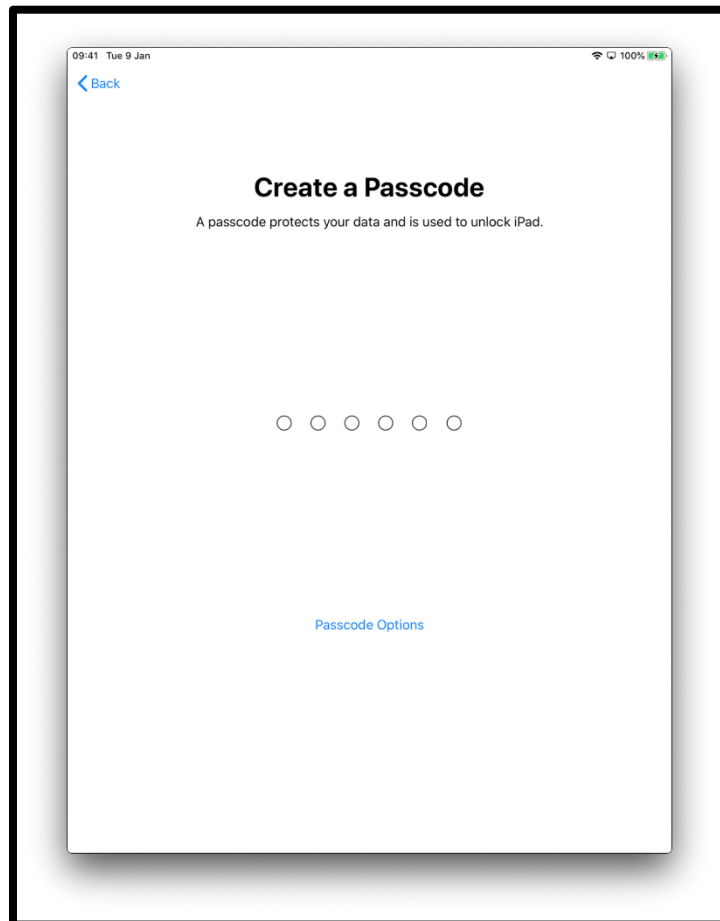 09:41 Tue 9 Jan 100%
Back
Create a Passcode
A passcode protects your data and is used to unlock iPad.
Passcode Options